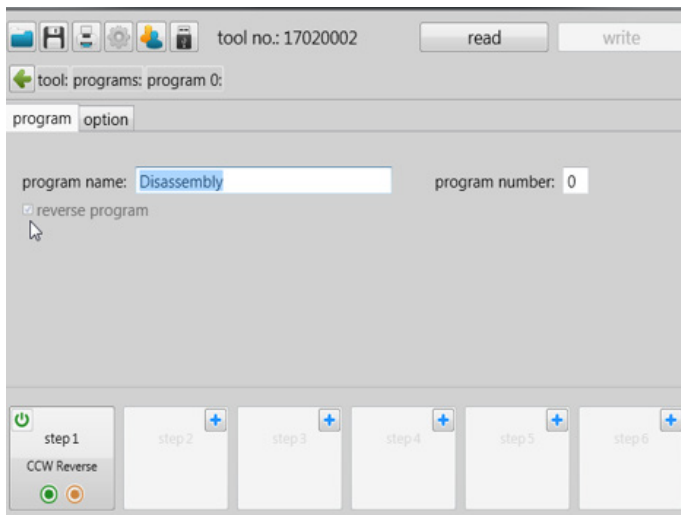 tool no.: 17020002 read write
tool: programs: program 0:
program option
program name: Disassembly program number: 0
reverse program
step 1 step 2 step 3 step 4 step 5 step 6
CCW Reverse